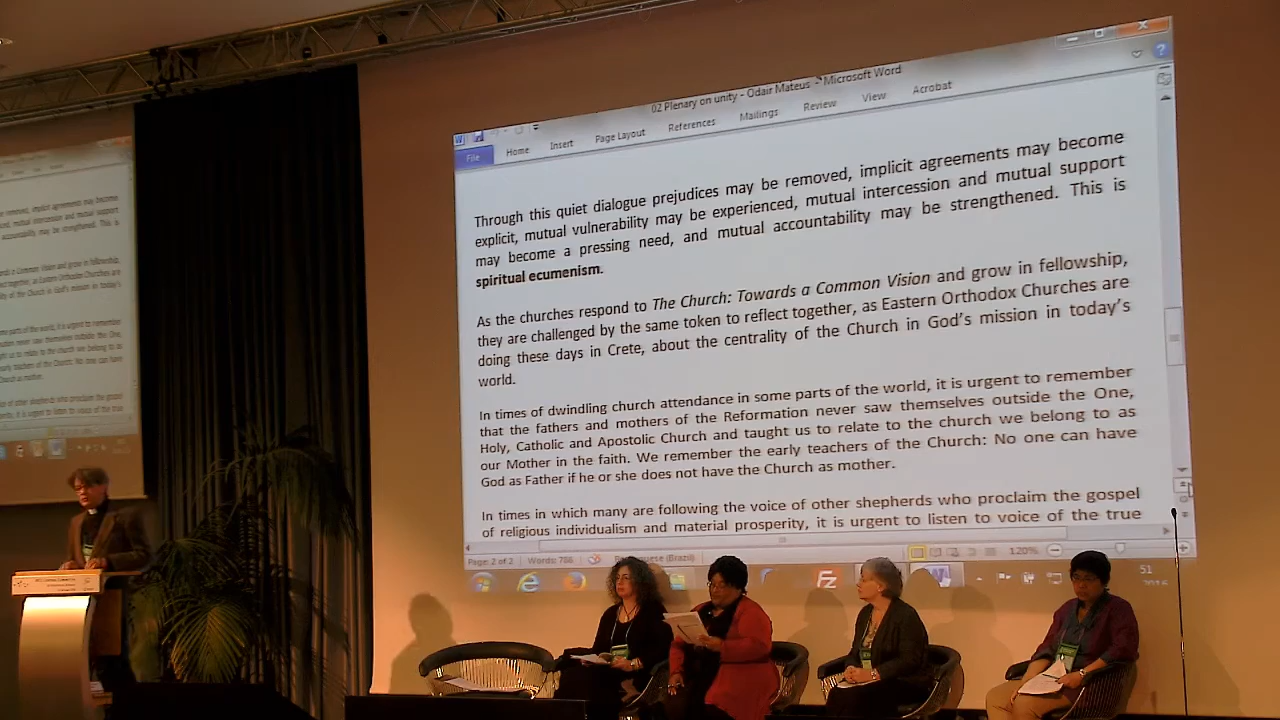 02 Plenary on unity - Odair Mateus - Microsoft Word
File Home Insert Page Layout References Mailings Review View Acrobat
Through this quiet dialogue prejudices may be removed, implicit agreements may become
explicit, mutual vulnerability may be experienced, mutual intercession and mutual support
may become a pressing need, and mutual accountability may be strengthened. This is
spiritual ecumenism.
As the churches respond to The Church: Towards a Common Vision and grow in fellowship,
they are challenged by the same token to reflect together, as Eastern Orthodox Churches are
doing these days in Crete, about the centrality of the Church in God's mission in today's
world.
In times of dwindling church attendance in some parts of the world, it is urgent to remember
that the fathers and mothers of the Reformation never saw themselves outside the One,
Holy, Catholic and Apostolic Church and taught us to relate to the church we belong to as
our Mother in the faith. We remember the early teachers of the Church: No one can have
God as Father if he or she does not have the Church as mother.
In times in which many are following the voice of other shepherds who proclaim the gospel
of religious individualism and material prosperity, it is urgent to listen to voice of the true
Page: 2 of 2 Words: 786 Portuguese (Brazil) 120%